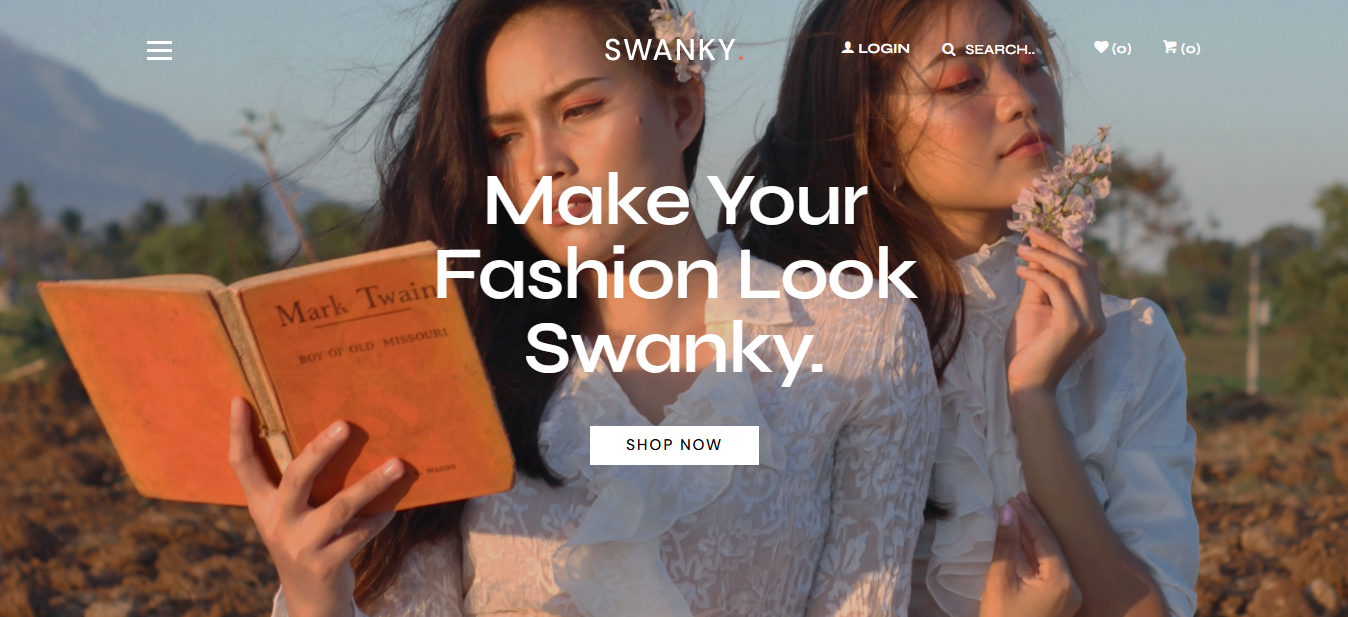 SWANKY.
LOGIN
SEARCH..
(0)
(0)
Make Your
Fashion Look
Swanky.
SHOP NOW
Mark Twain
BOY OF OLD MISSOURI
MASON